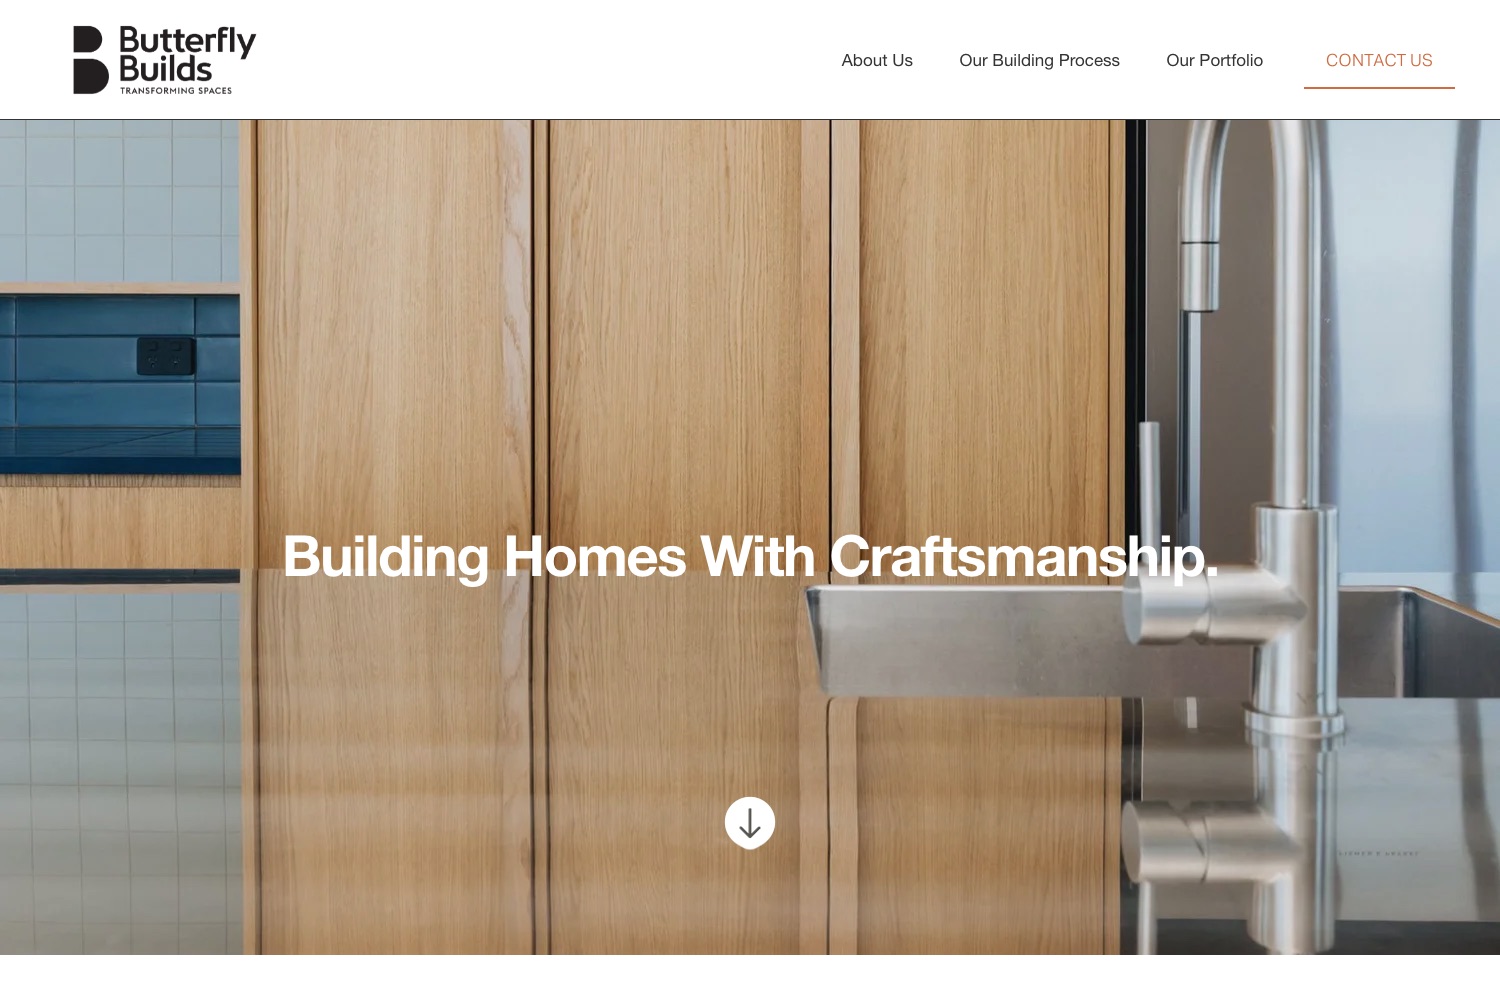 Butterfly
Builds
TRANSFORMING SPACES
About Us
Our Building Process
Our Portfolio
CONTACT US
Building Homes With Craftsmanship.